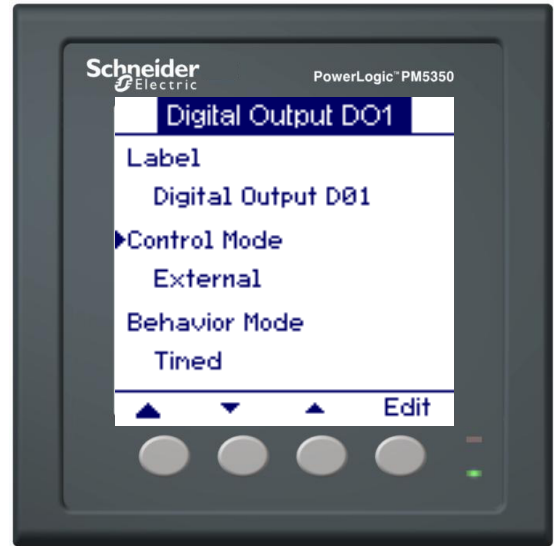 Schneider
Electric
PowerLogic™ PM5350
Digital Output DO1
Label
Digital Output D01
Control Mode
External
Behavior Mode
Timed
Edit